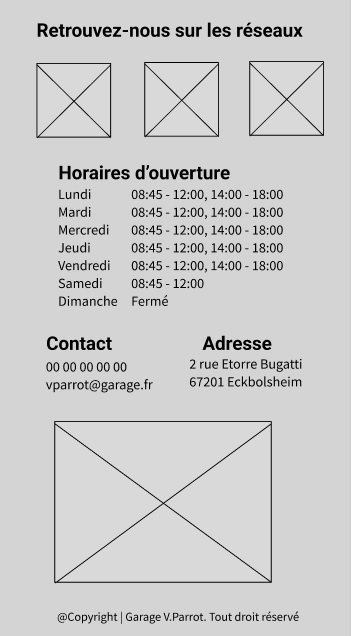 Retrouvez-nous sur les réseaux
Horaires d’ouverture
Lundi 08:45 - 12:00, 14:00 - 18:00
Mardi 08:45 - 12:00, 14:00 - 18:00
Mercredi 08:45 - 12:00, 14:00 - 18:00
Jeudi 08:45 - 12:00, 14:00 - 18:00
Vendredi 08:45 - 12:00, 14:00 - 18:00
Samedi 08:45 - 12:00
Dimanche Fermé
Contact
00 00 00 00 00
vparrot@garage.fr
Adresse
2 rue Etorre Bugatti
67201 Eckbolsheim
@Copyright | Garage V.Parrot. Tout droit réservé